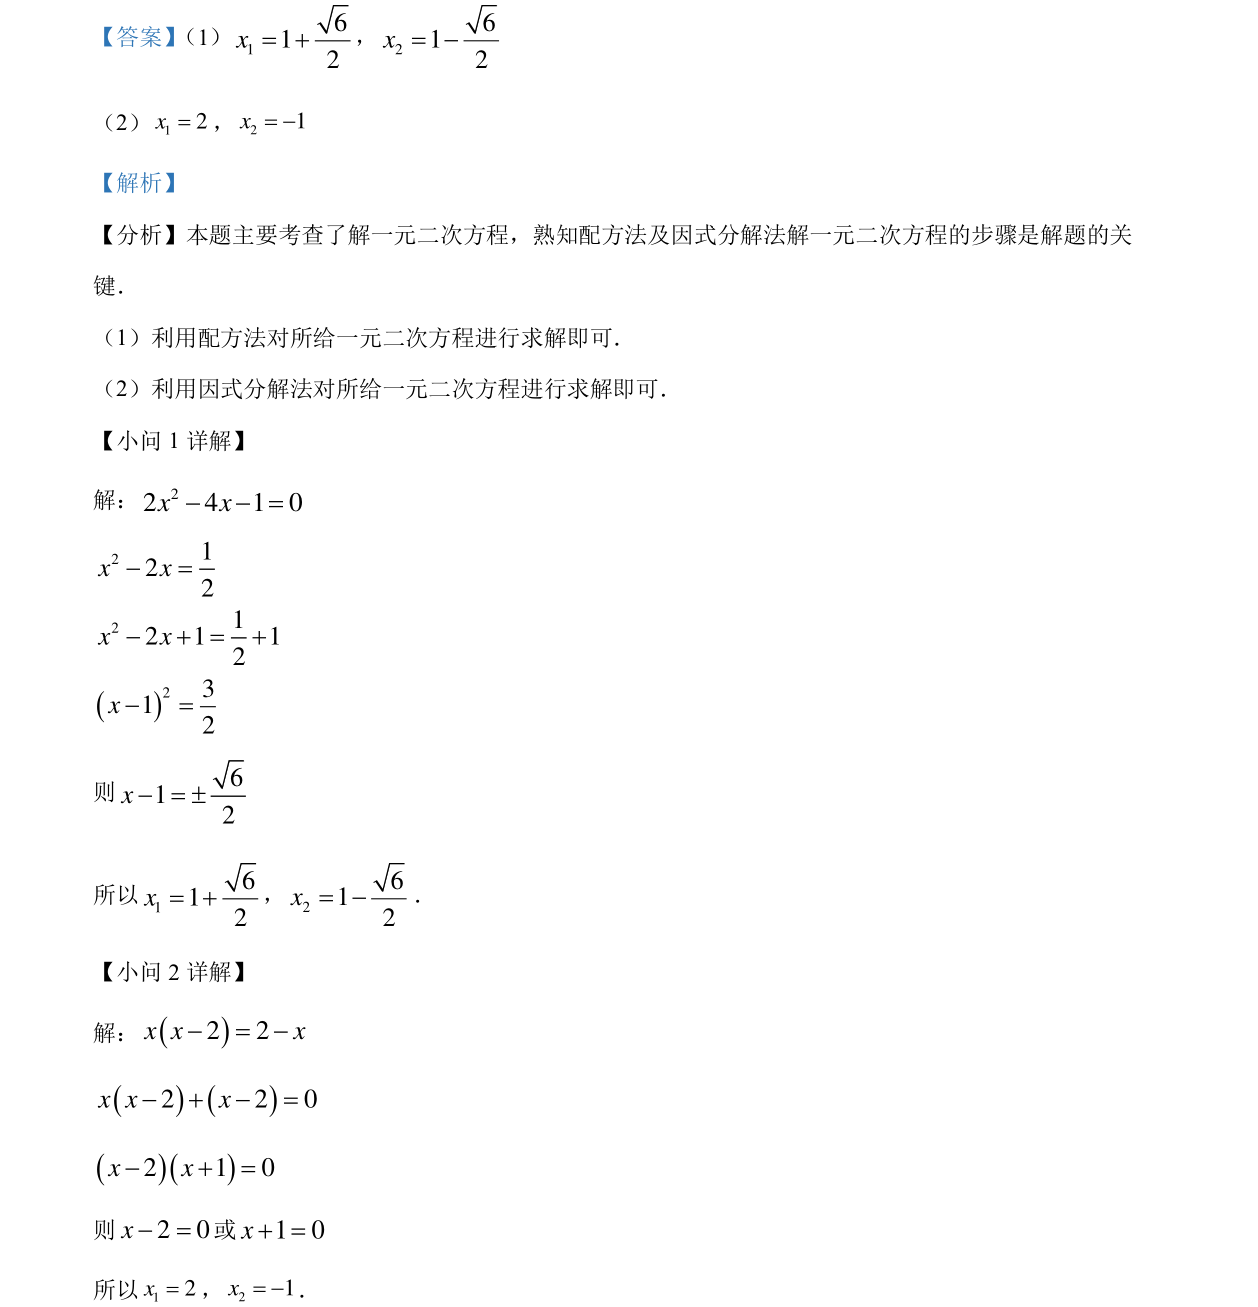 【答案】（1）x₁ =1+√6/2，x₂ =1−√6/2
（2）x₁ = 2，x₂ = −1
【解析】
【分析】本题主要考查了解一元二次方程，熟知配方法及因式分解法解一元二次方程的步骤是解题的关
键．
（1）利用配方法对所给一元二次方程进行求解即可．
（2）利用因式分解法对所给一元二次方程进行求解即可．
【小问 1 详解】
解：2x² − 4x −1 = 0
x² − 2x = 1/2
x² − 2x +1 = 1/2 +1
(x −1)² = 3/2
则 x −1 = ±√6/2
所以 x₁ =1+√6/2，x₂ =1−√6/2．
【小问 2 详解】
解：x(x − 2) = 2 − x
x(x − 2) + (x − 2) = 0
(x − 2)(x +1) = 0
则 x − 2 = 0 或 x +1 = 0
所以 x₁ = 2，x₂ = −1．